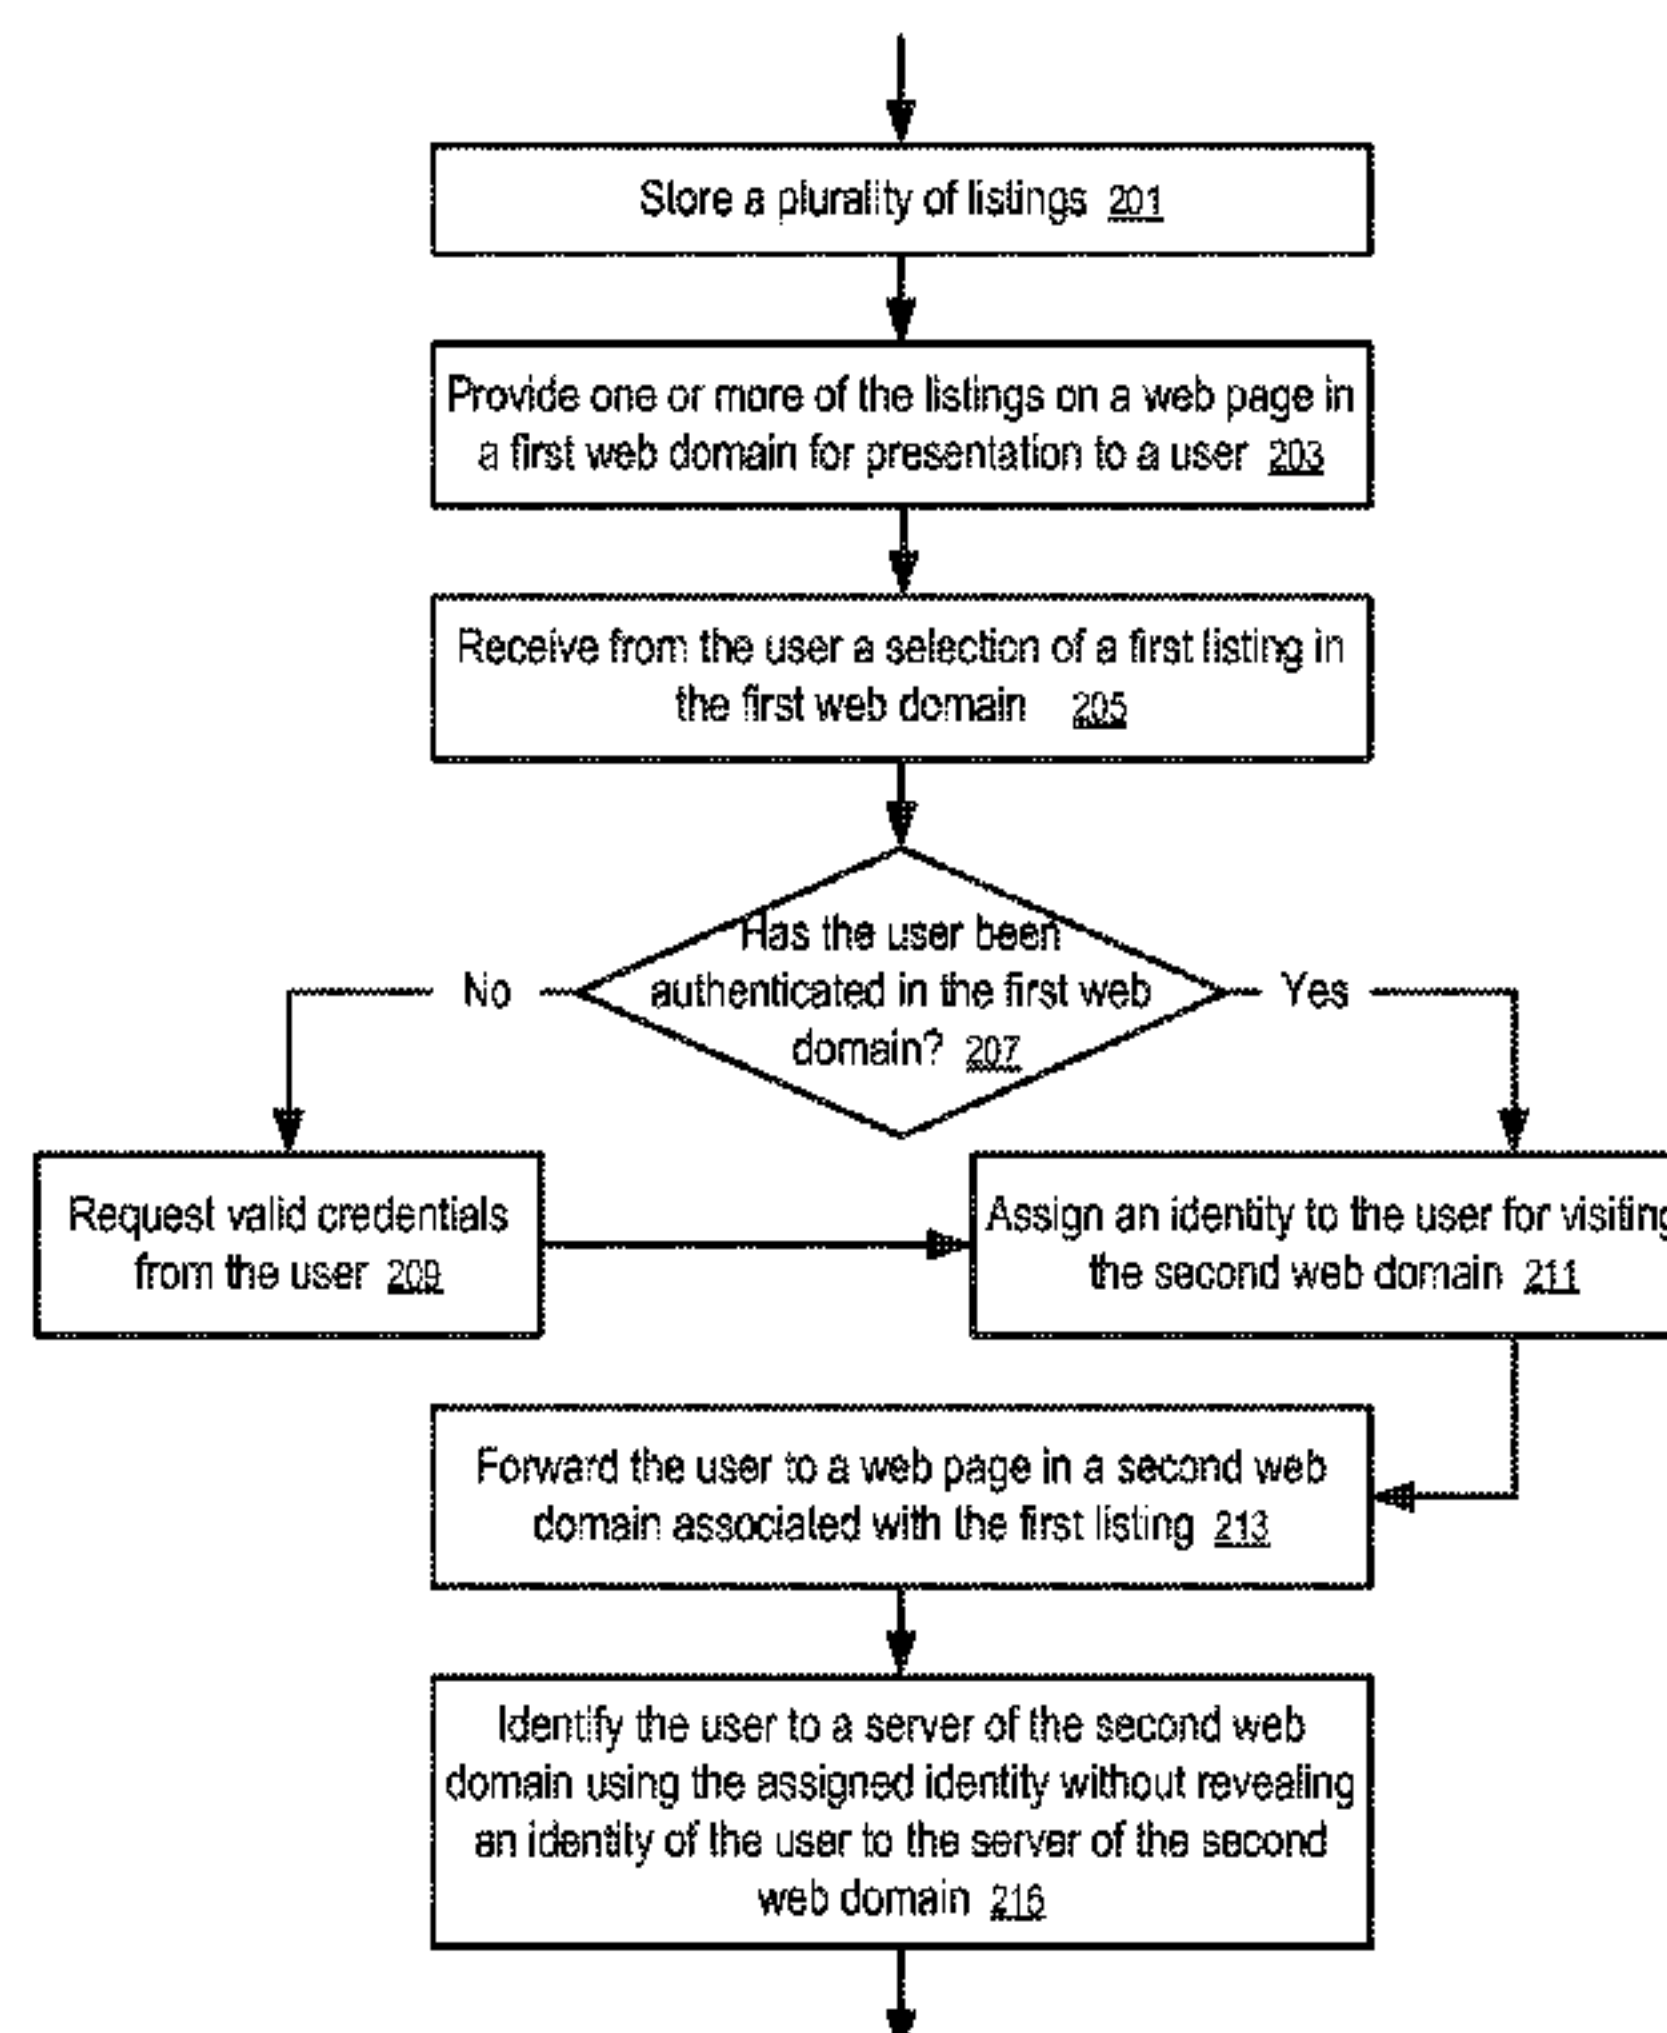 Store a plurality of listings 201
Provide one or more of the listings on a web page in
a first web domain for presentation to a user 203
Receive from the user a selection of a first listing in
the first web domain 205
Has the user been
authenticated in the first web
domain? 207
No
Yes
Request valid credentials
from the user 209
Assign an identity to the user for visiting
the second web domain 211
Forward the user to a web page in a second web
domain associated with the first listing 213
Identify the user to a server of the second web
domain using the assigned identity without revealing
an identity of the user to the server of the second
web domain 216